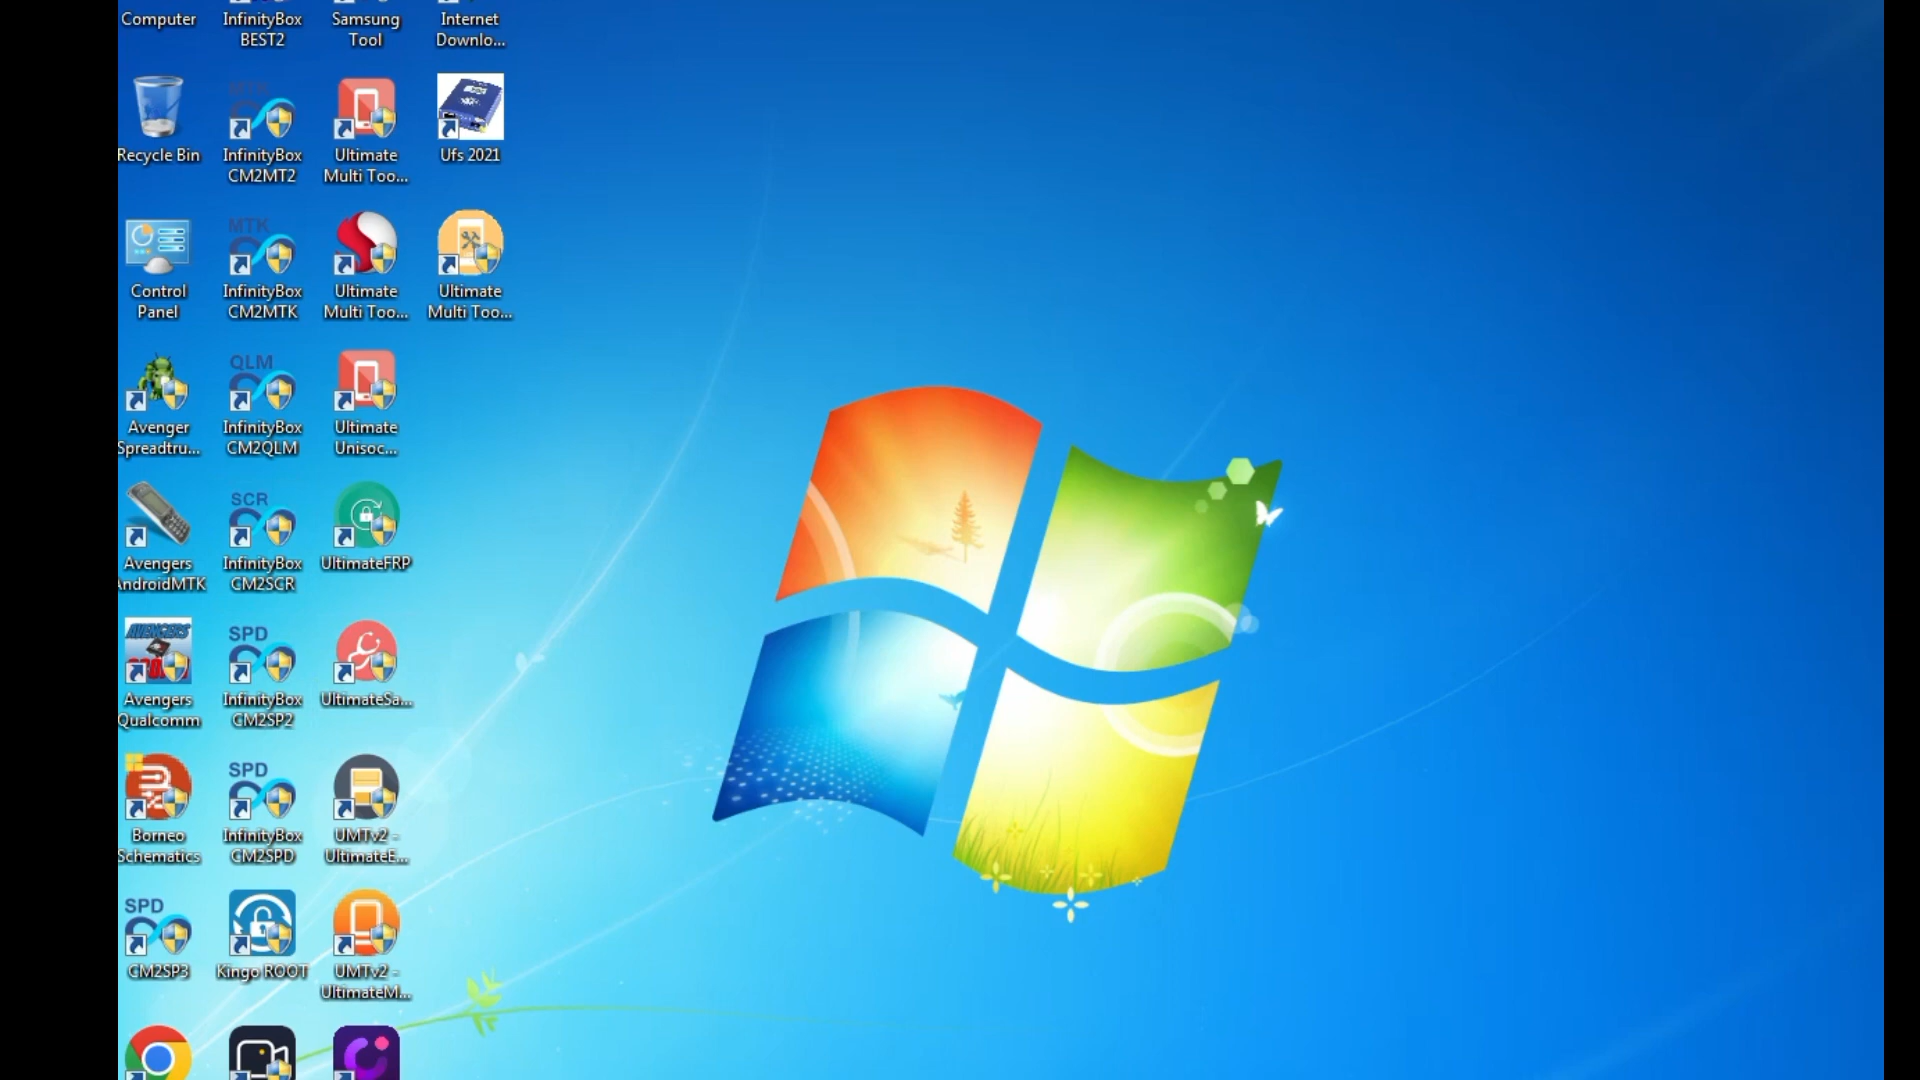 Computer
InfinityBox
BEST2
Samsung
Tool
Internet
Downlo...
Recycle Bin
MTK
InfinityBox
CM2MT2
Ultimate
Multi Too...
Ufs 2021
Control
Panel
MTK
InfinityBox
CM2MTK
Ultimate
Multi Too...
Ultimate
Multi Too...
Avenger
Spreadtru...
QLM
InfinityBox
CM2QLM
Ultimate
Unisoc...
Avengers
AndroidMTK
SCR
InfinityBox
CM2SCR
UltimateFRP
AVENGERS
Avengers
Qualcomm
SPD
InfinityBox
CM2SP2
UltimateSa...
Borneo
Schematics
SPD
InfinityBox
CM2SPD
UMTv2 -
UltimateE...
SPD
CM2SP3
Kingo ROOT
UMTv2 -
UltimateM...